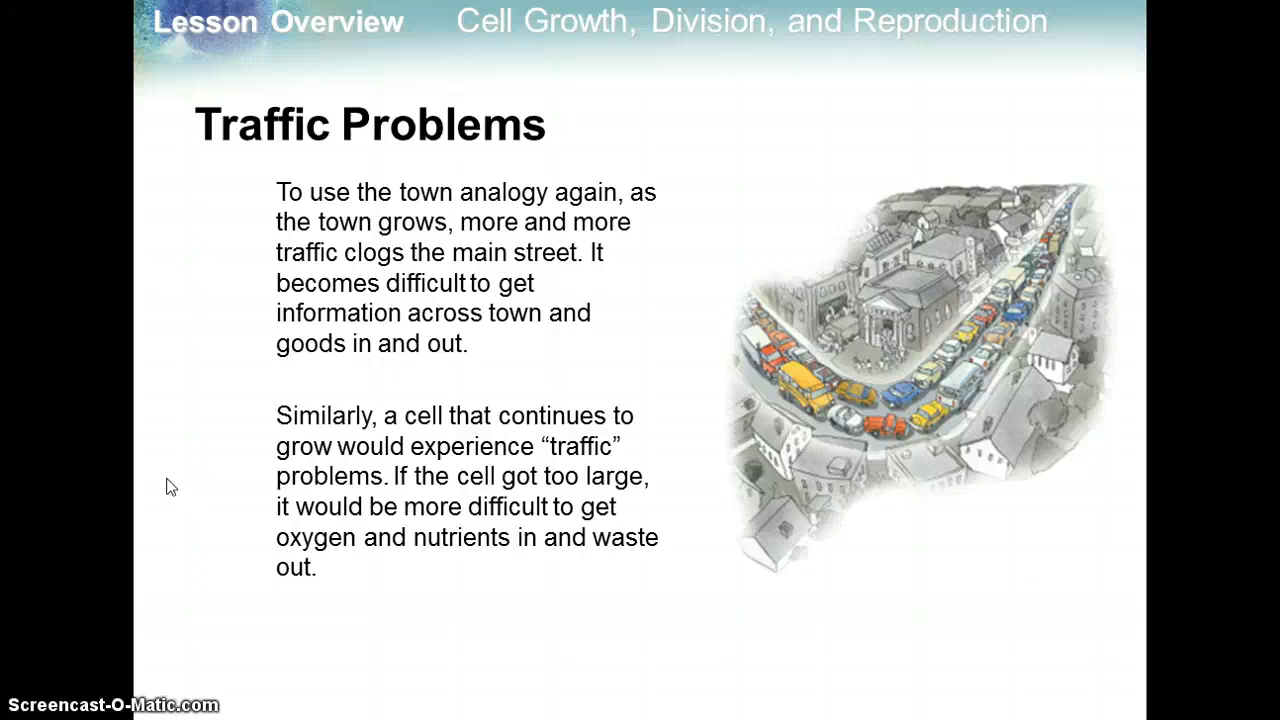 Lesson Overview Cell Growth, Division, and Reproduction
Traffic Problems
To use the town analogy again, as
the town grows, more and more
traffic clogs the main street. It
becomes difficult to get
information across town and
goods in and out.
Similarly, a cell that continues to
grow would experience “traffic”
problems. If the cell got too large,
it would be more difficult to get
oxygen and nutrients in and waste
out.
Screencast-O-Matic.com